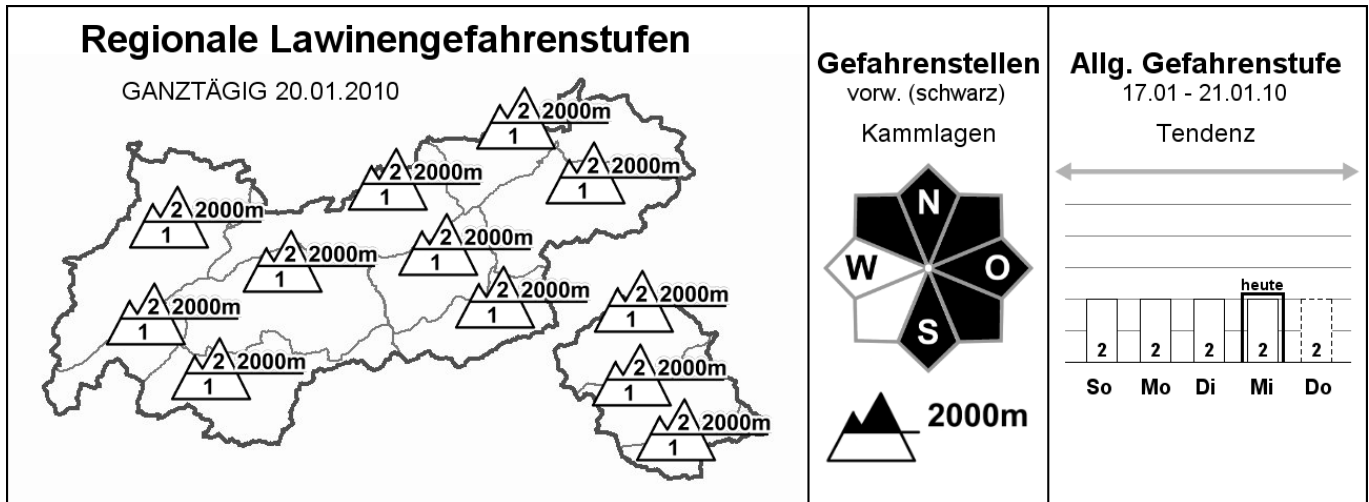 Regionale Lawinengefahrenstufen
GANZTÄGIG 20.01.2010
2 2000m
1
2 2000m
1
2 2000m
1
2 2000m
1
2 2000m
1
2 2000m
1
2 2000m
1
2 2000m
1
2 2000m
1
2 2000m
1
2 2000m
1
2 2000m
1
Gefahrenstellen
vorw. (schwarz)
Kammlagen
N
W O
S
2000m
Allg. Gefahrenstufe
17.01 - 21.01.10
Tendenz
heute
2 2 2 2 2
So Mo Di Mi Do